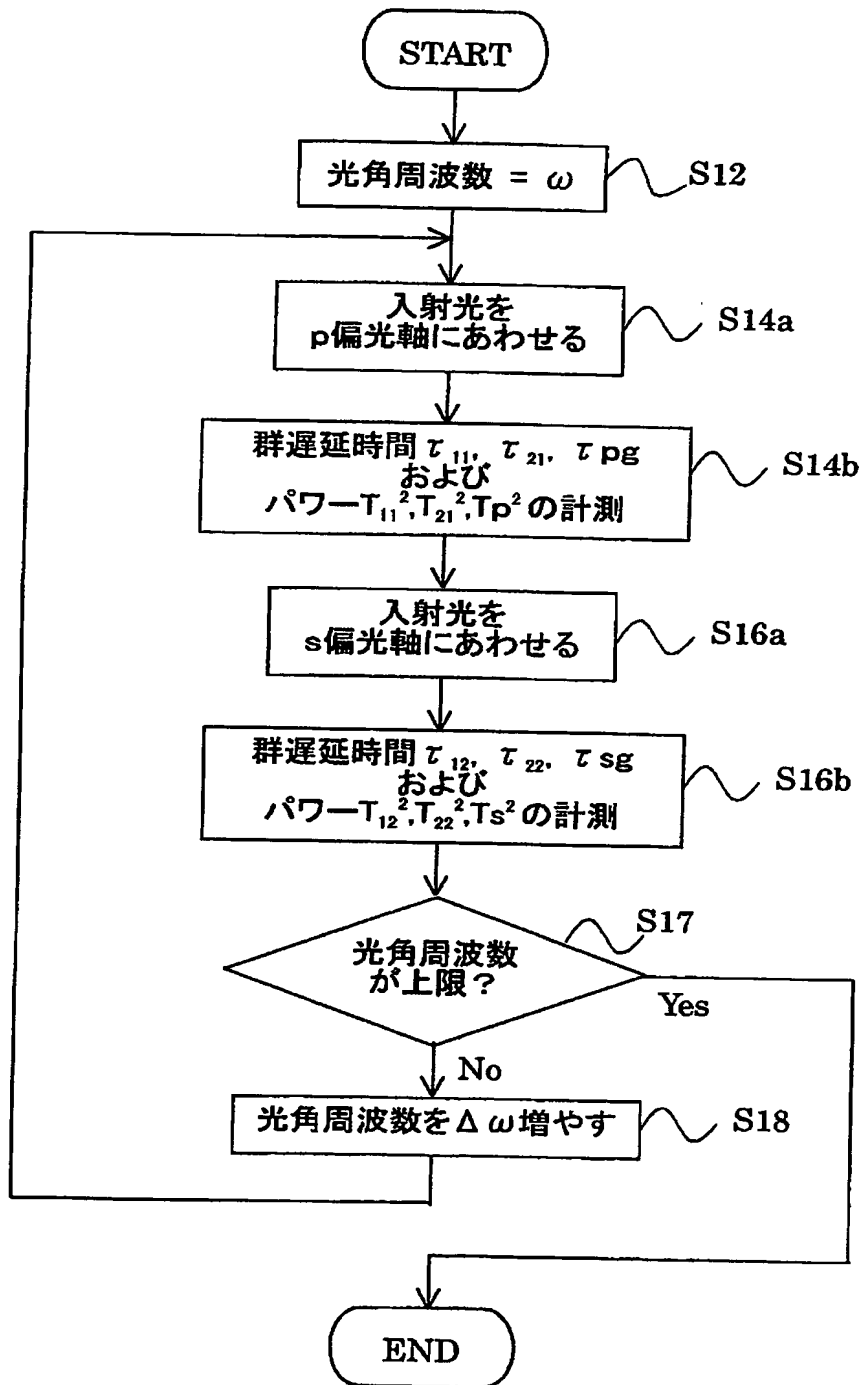 START
光角周波数 = ω
S12
入射光を
p偏光軸にあわせる
S14a
群遅延時間 τ₁₁, τ₂₁, τpg
および
パワーT₁₁²,T₂₁²,Tp² の計測
S14b
入射光を
s偏光軸にあわせる
S16a
群遅延時間 τ₁₂, τ₂₂, τsg
および
パワーT₁₂²,T₂₂²,Ts² の計測
S16b
光角周波数
が上限?
S17
Yes
No
光角周波数をΔω増やす
S18
END